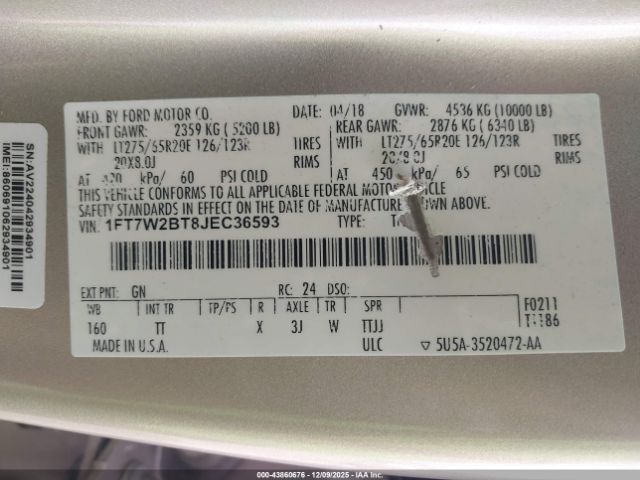 MFD. BY FORD MOTOR CO. DATE: 04/18 GVWR: 4536 KG (10000 LB)
FRONT GAWR: 2359 KG ( 5200 LB) REAR GAWR: 2876 KG ( 6340 LB)
WITH LT275/65R20E 126/123R TIRES WITH LT275/65R20E 126/123R TIRES
20X8.0J RIMS 20X8.0J RIMS
AT kPa/ 60 PSI COLD AT 450 kPa/ 65 PSI COLD
THIS VEHICLE CONFORMS TO ALL APPLICABLE FEDERAL MOTOR VEHICLE
SAFETY STANDARDS IN EFFECT ON THE DATE OF MANUFACTURE SHOWN ABOVE.
VIN: 1FT7W2BT8JEC36593 TYPE:
EXT PNT: GN RC: 24 DSO:
WB INT TR TP/PS R AXLE TR SPR F0211
160 TT X 3J W TTJJ
MADE IN U.S.A. ULC ▽ 5U5A-3520472-AA
SN:AV224042934901
IMEI:860691062934901
000-43860676 | 12/09/2025 | IAA